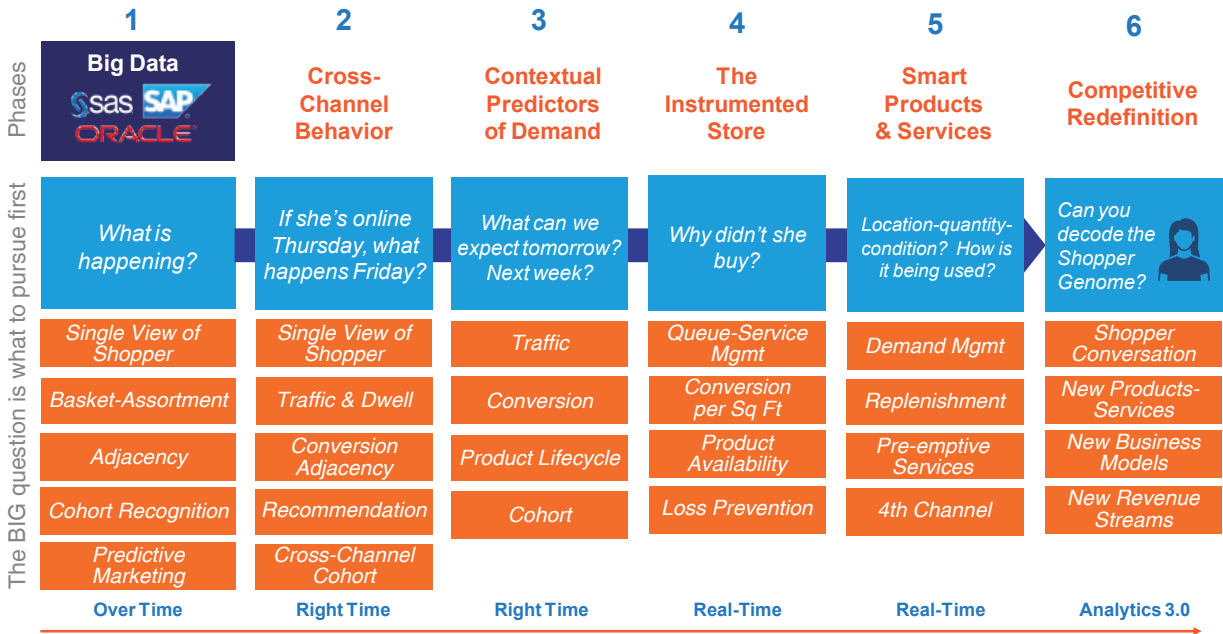 1
2
3
4
5
6
Phases
Big Data
sas SAP
ORACLE
Cross-
Channel
Behavior
Contextual
Predictors
of Demand
The
Instrumented
Store
Smart
Products
& Services
Competitive
Redefinition
The BIG question is what to pursue first
What is
happening?
If she's online
Thursday, what
happens Friday?
What can we
expect tomorrow?
Next week?
Why didn't she
buy?
Location-quantity-
condition? How is
it being used?
Can you
decode the
Shopper
Genome?
Single View of
Shopper
Basket-Assortment
Adjacency
Cohort Recognition
Predictive
Marketing
Single View of
Shopper
Traffic & Dwell
Conversion
Adjacency
Recommendation
Cross-Channel
Cohort
Traffic
Conversion
Product Lifecycle
Cohort
Queue-Service
Mgmt
Conversion
per Sq Ft
Product
Availability
Loss Prevention
Demand Mgmt
Replenishment
Pre-emptive
Services
4th Channel
Shopper
Conversation
New Products-
Services
New Business
Models
New Revenue
Streams
Over Time
Right Time
Right Time
Real-Time
Real-Time
Analytics 3.0